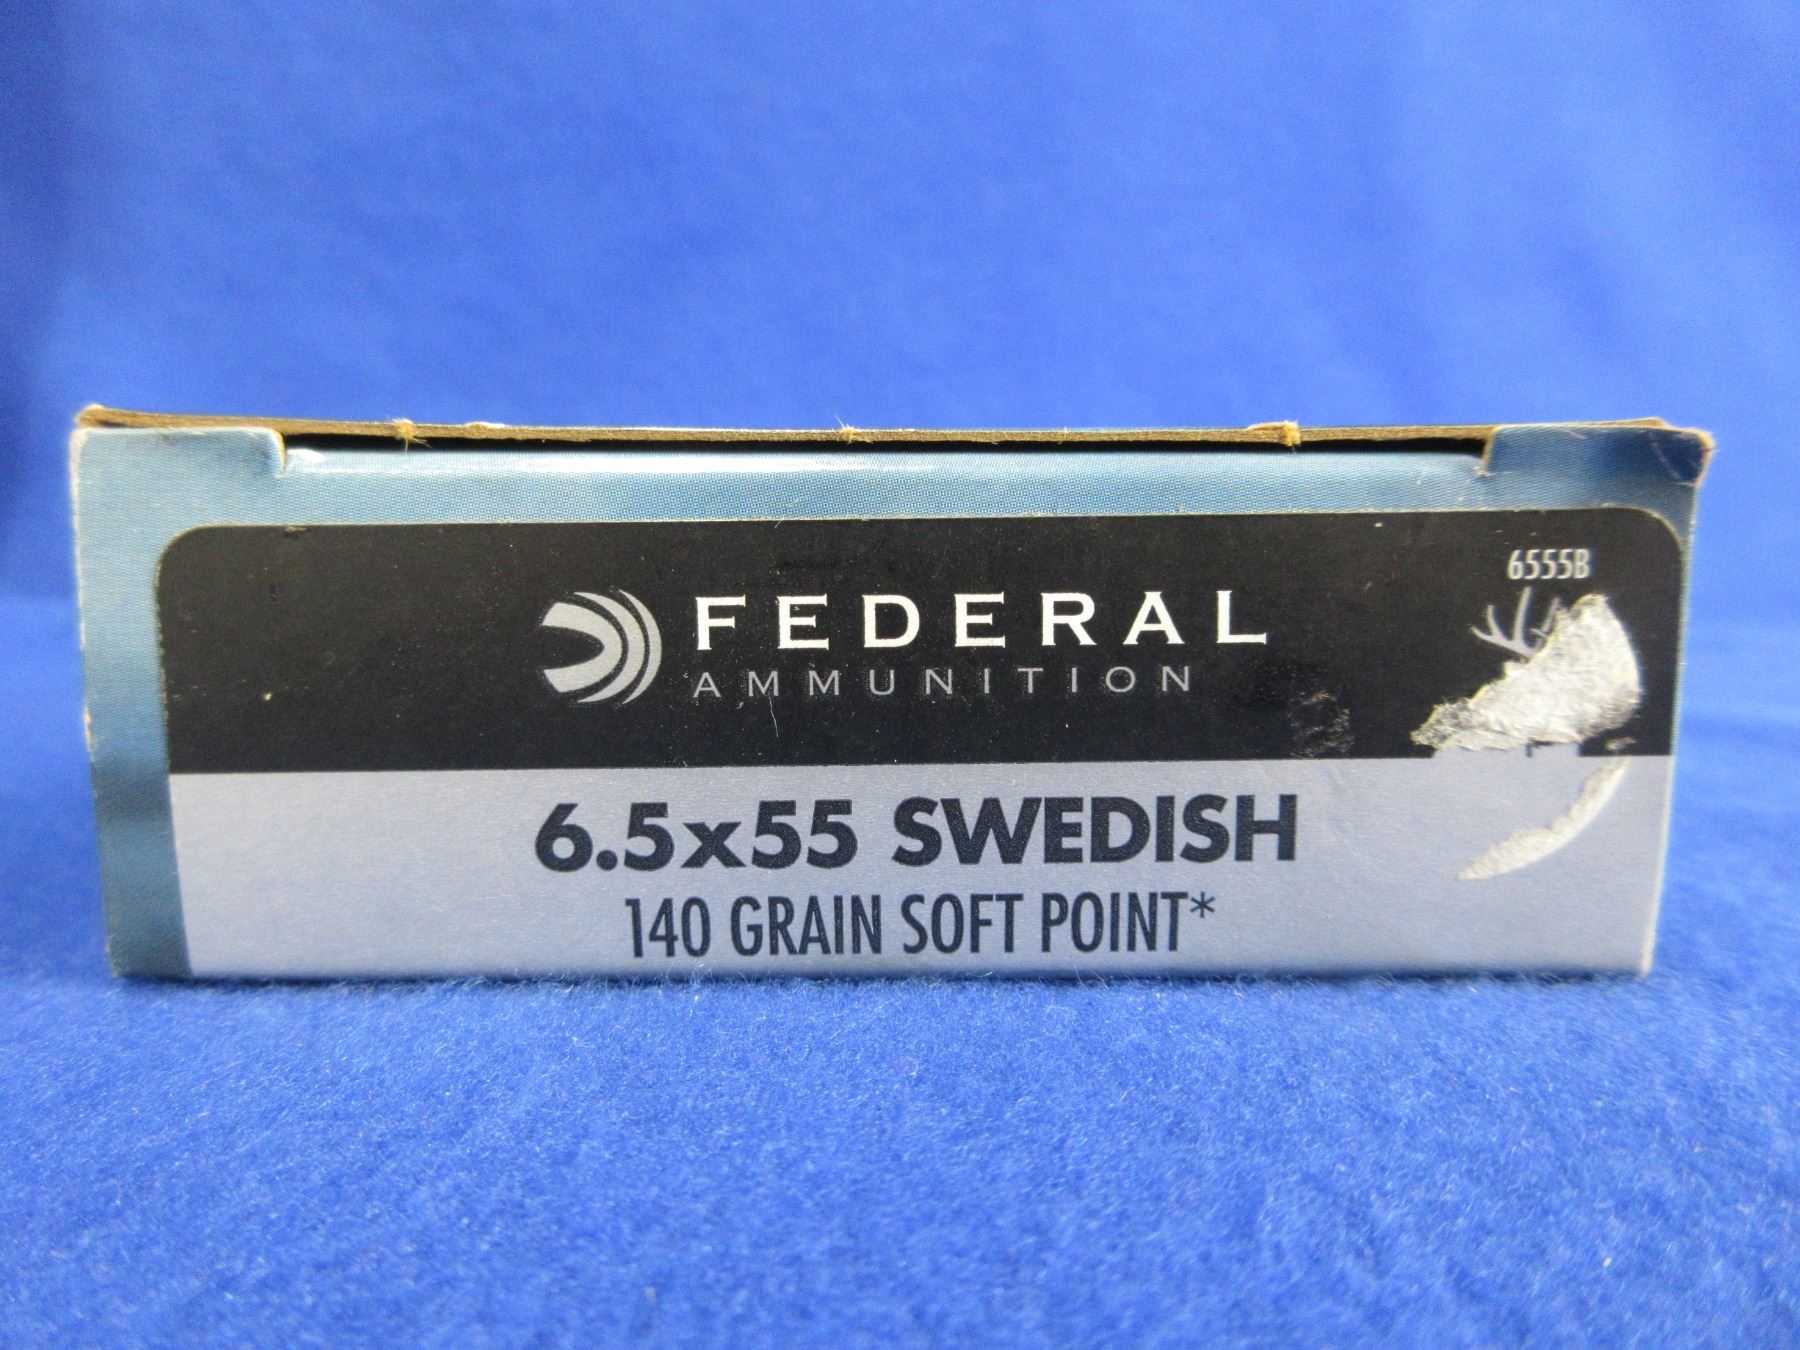 6555B
FEDERAL
AMMUNITION
6.5x55 SWEDISH
140 GRAIN SOFT POINT*